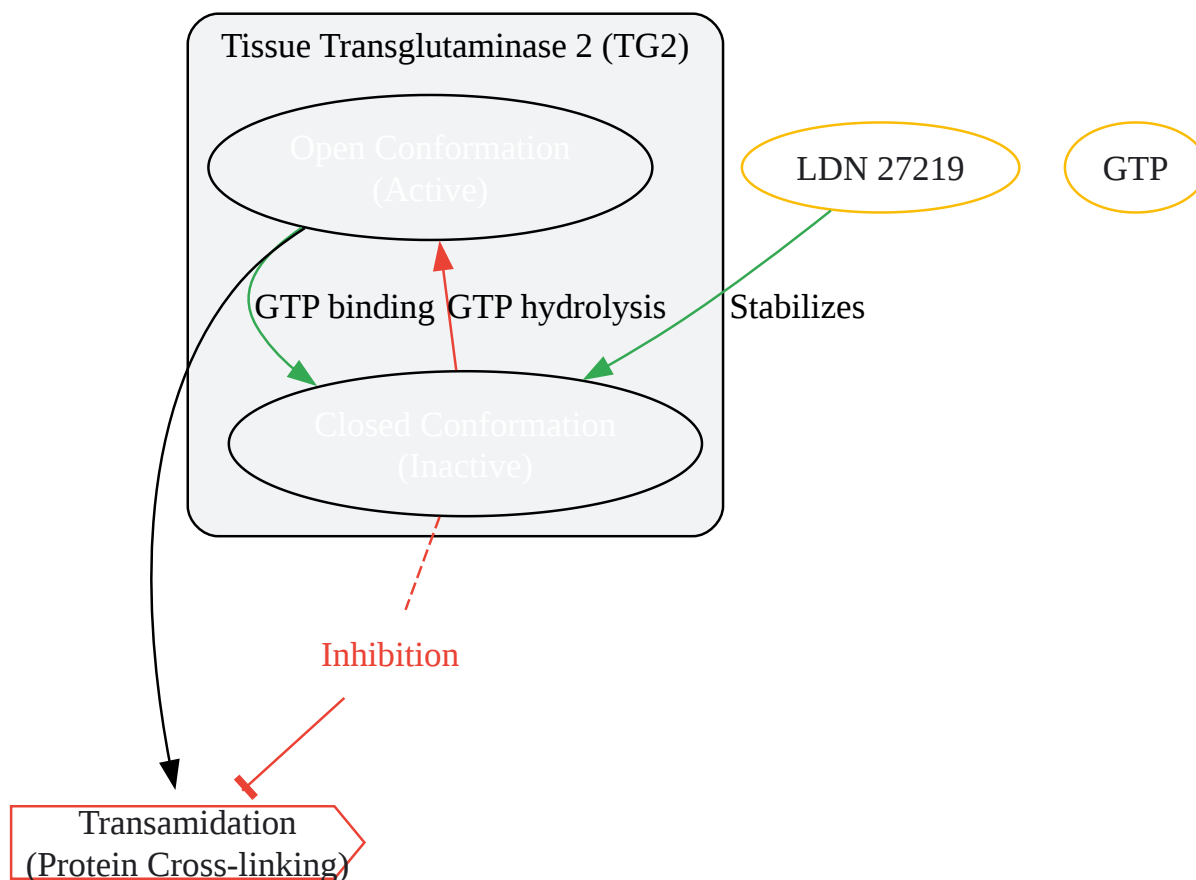 Tissue Transglutaminase 2 (TG2)
Open Conformation
(Active)
LDN 27219
GTP
GTP binding
GTP hydrolysis
Stabilizes
Closed Conformation
(Inactive)
Inhibition
Transamidation
(Protein Cross-linking)